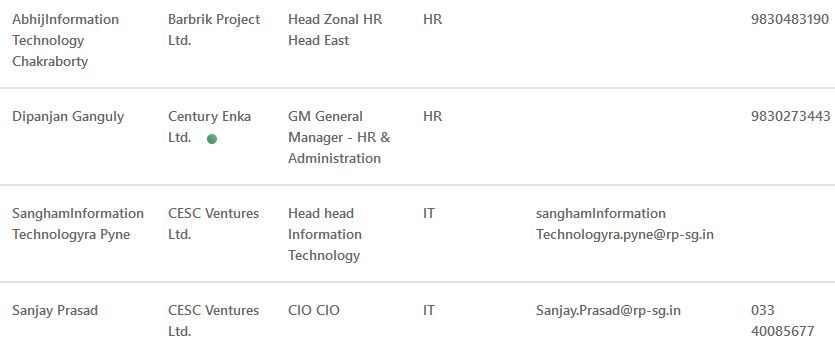 AbhijInformation Technology Chakraborty Barbrik Project Ltd. Head Zonal HR Head East HR 9830483190
Dipanjan Ganguly Century Enka Ltd. GM General Manager - HR & Administration HR 9830273443
SanghamInformation Technologyra Pyne CESC Ventures Ltd. Head head Information Technology IT sanghamInformation Technologyra.pyne@rp-sg.in
Sanjay Prasad CESC Ventures Ltd. CIO CIO IT Sanjay.Prasad@rp-sg.in 033 40085677